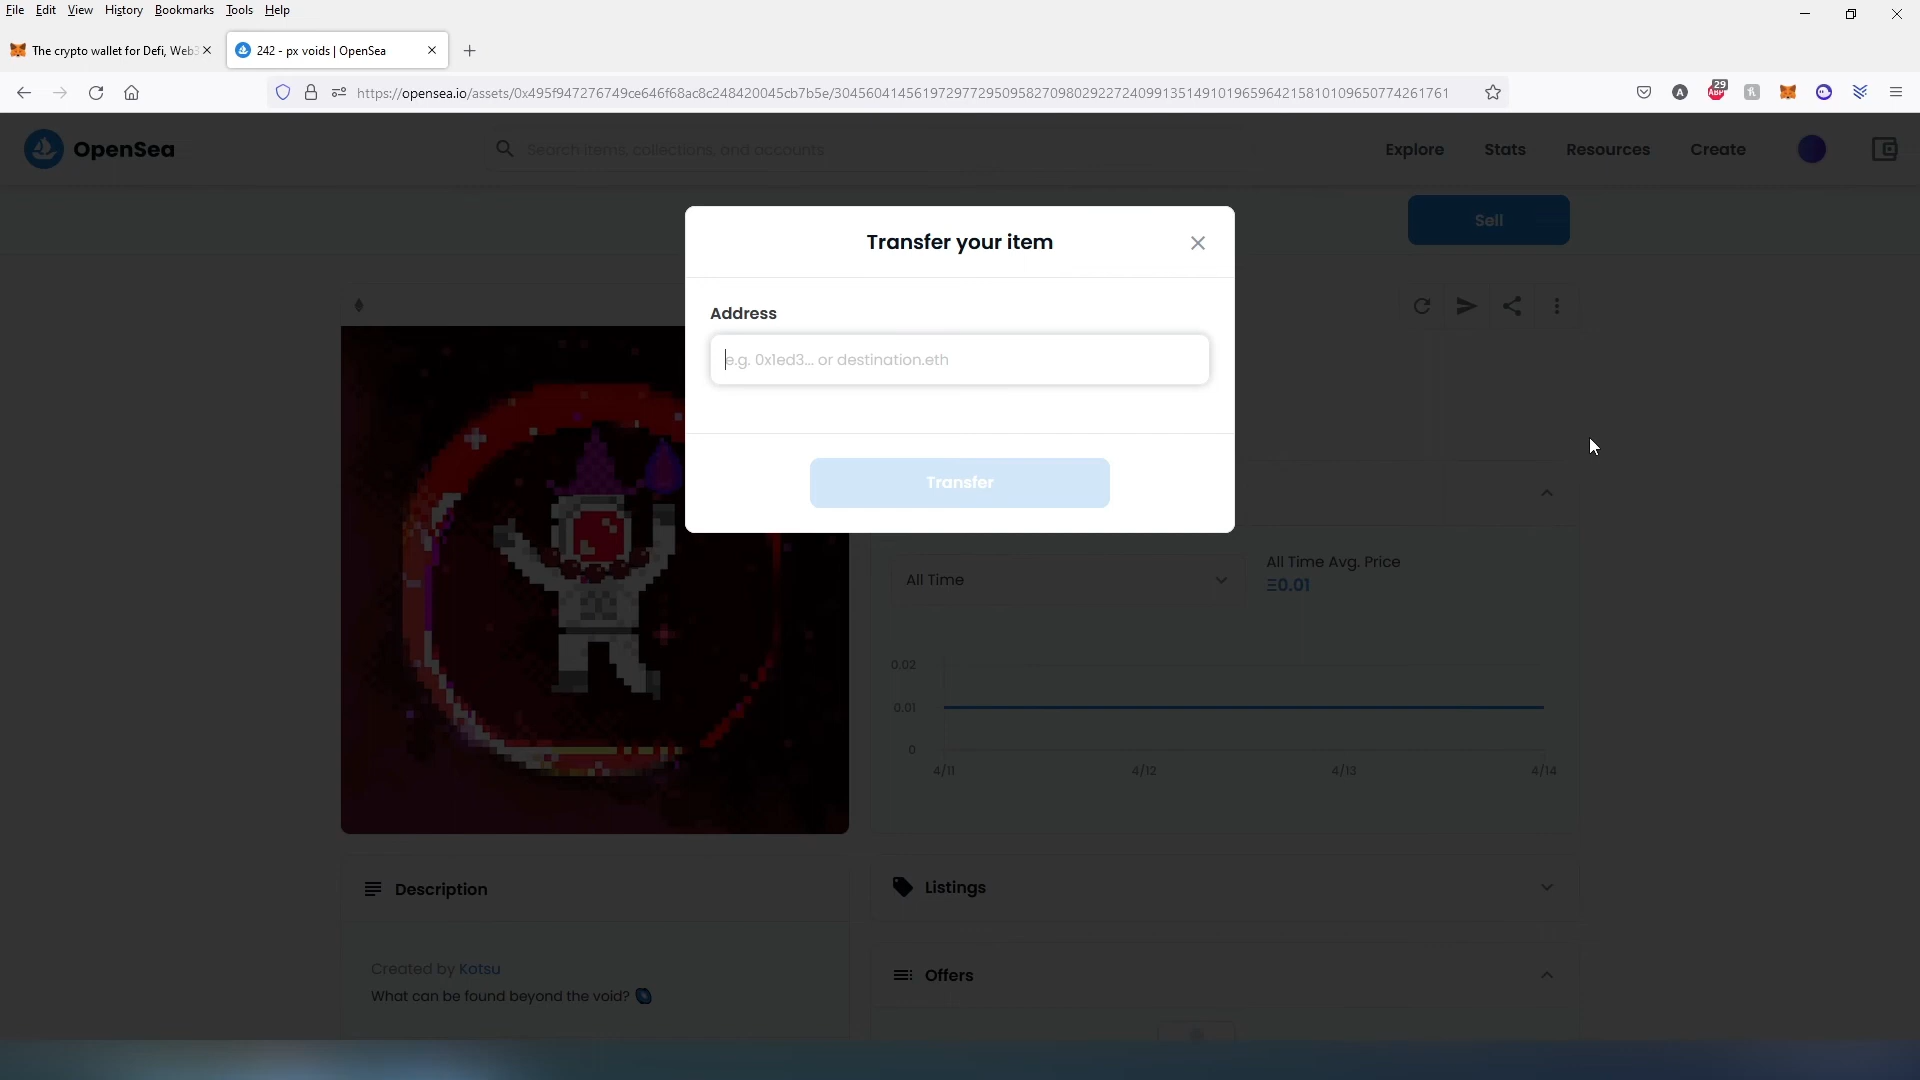 File Edit View History Bookmarks Tools Help
The crypto wallet for Defi, Web3
242 - px voids | OpenSea
https://opensea.io/assets/0x495f947276749ce646f68ac8c248420045cb7b5e/30456041456197297729509582709802922724099135149101965964215810109650774261761
29
ABP
A
OpenSea
Search items, collections, and accounts
Explore Stats Resources Create
Sell
Transfer your item
Address
e.g. 0x1ed3... or destination.eth
Transfer
All Time
All Time Avg. Price
Ξ0.01
0.02
0.01
0
4/11 4/12 4/13 4/14
Description
Listings
Created by Kotsu
What can be found beyond the void?
Offers